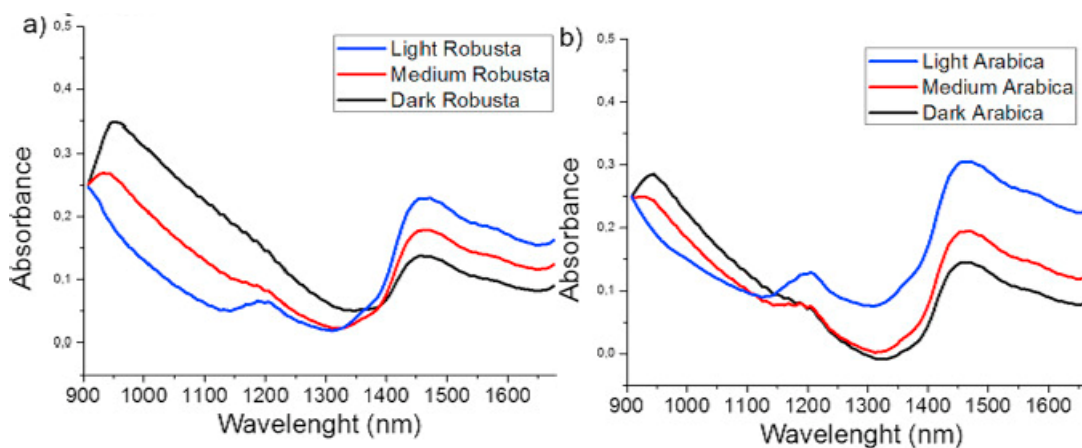 a)
0,5
0,4
0,3
0,2
0,1
0,0
Absorbance
Light Robusta
Medium Robusta
Dark Robusta
900 1000 1100 1200 1300 1400 1500 1600
Wavelenght (nm)
b)
0,5
0,4
0,3
0,2
0,1
0,0
Absorbance
Light Arabica
Medium Arabica
Dark Arabica
900 1000 1100 1200 1300 1400 1500 1600
Wavelenght (nm)